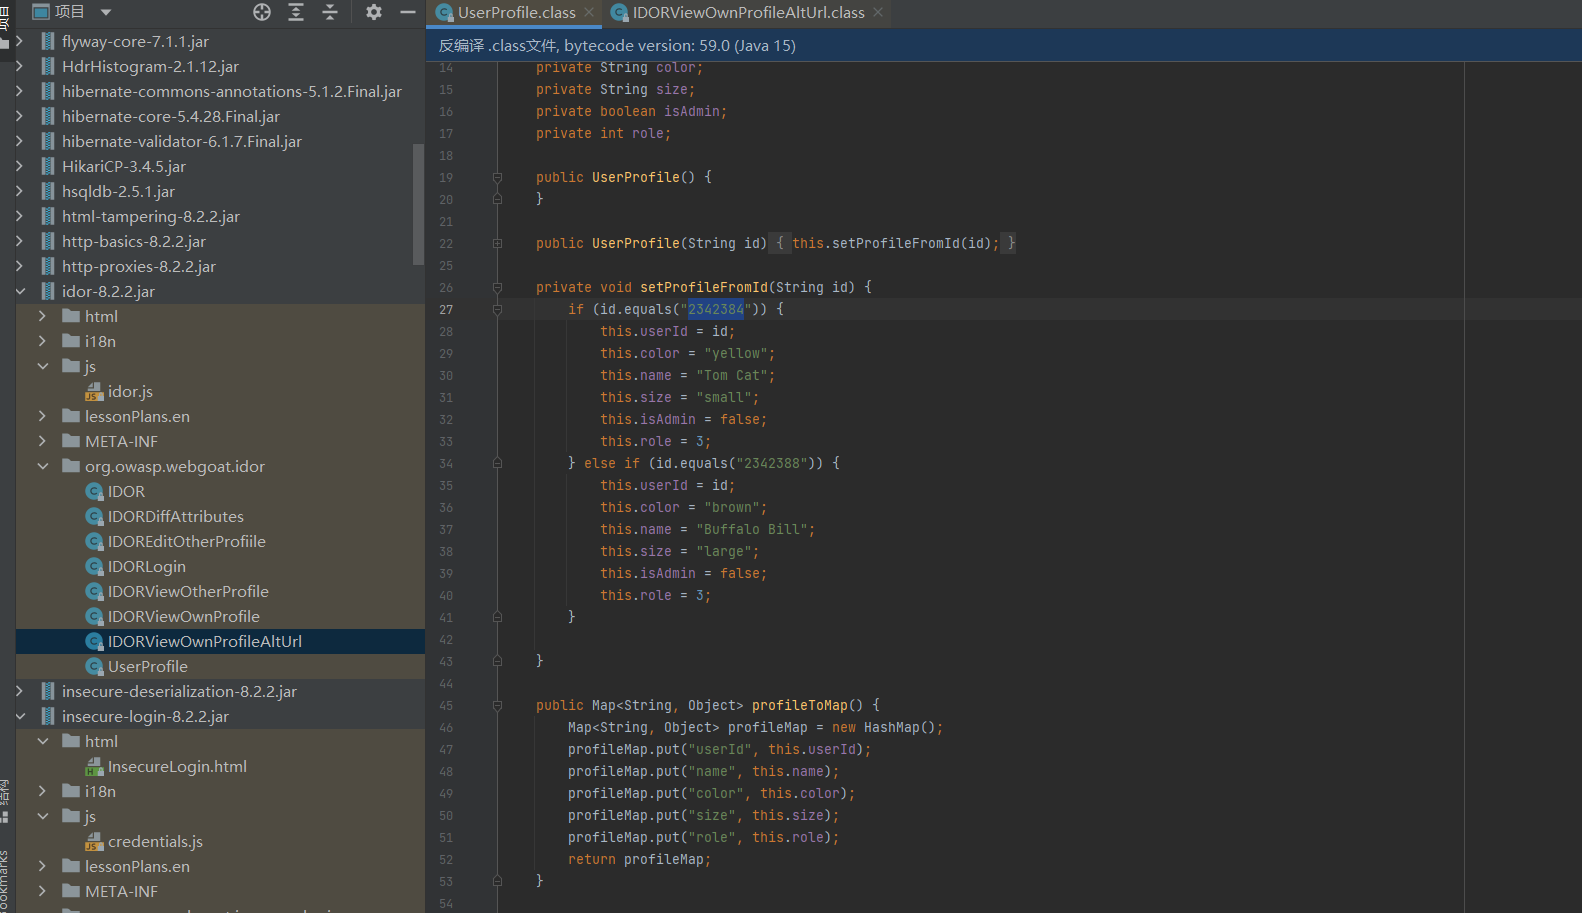 项目
项目
flyway-core-7.1.1.jar
HdrHistogram-2.1.12.jar
hibernate-commons-annotations-5.1.2.Final.jar
hibernate-core-5.4.28.Final.jar
hibernate-validator-6.1.7.Final.jar
HikariCP-3.4.5.jar
hsqldb-2.5.1.jar
html-tampering-8.2.2.jar
http-basics-8.2.2.jar
http-proxies-8.2.2.jar
idor-8.2.2.jar
html
i18n
js
idor.js
lessonPlans.en
META-INF
org.owasp.webgoat.idor
IDOR
IDORDiffAttributes
IDOREditOtherProfiile
IDORLogin
IDORViewOtherProfile
IDORViewOwnProfile
IDORViewOwnProfileAltUrl
UserProfile
insecure-deserialization-8.2.2.jar
insecure-login-8.2.2.jar
html
InsecureLogin.html
i18n
js
credentials.js
lessonPlans.en
META-INF
结构
UserProfile.class
IDORViewOwnProfileAltUrl.class
反编译 .class文件, bytecode version: 59.0 (Java 15)
14 private String color;
15 private String size;
16 private boolean isAdmin;
17 private int role;
18
19 public UserProfile() {
20 }
21
22 public UserProfile(String id) { this.setProfileFromId(id); }
25
26 private void setProfileFromId(String id) {
27 if (id.equals("2342384")) {
28 this.userId = id;
29 this.color = "yellow";
30 this.name = "Tom Cat";
31 this.size = "small";
32 this.isAdmin = false;
33 this.role = 3;
34 } else if (id.equals("2342388")) {
35 this.userId = id;
36 this.color = "brown";
37 this.name = "Buffalo Bill";
38 this.size = "large";
39 this.isAdmin = false;
40 this.role = 3;
41 }
42
43 }
44
45 public Map<String, Object> profileToMap() {
46 Map<String, Object> profileMap = new HashMap();
47 profileMap.put("userId", this.userId);
48 profileMap.put("name", this.name);
49 profileMap.put("color", this.color);
50 profileMap.put("size", this.size);
51 profileMap.put("role", this.role);
52 return profileMap;
53 }
54